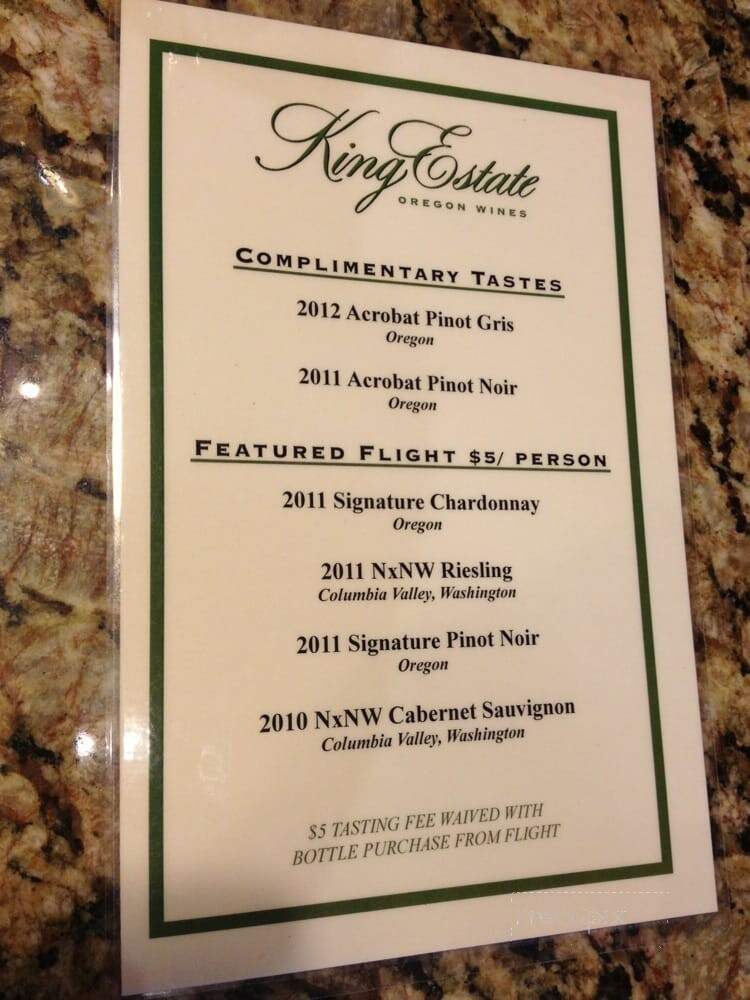 King Estate
OREGON WINES
COMPLIMENTARY TASTES
2012 Acrobat Pinot Gris
Oregon
2011 Acrobat Pinot Noir
Oregon
FEATURED FLIGHT $5/ PERSON
2011 Signature Chardonnay
Oregon
2011 NxNW Riesling
Columbia Valley, Washington
2011 Signature Pinot Noir
Oregon
2010 NxNW Cabernet Sauvignon
Columbia Valley, Washington
$5 TASTING FEE WAIVED WITH
BOTTLE PURCHASE FROM FLIGHT